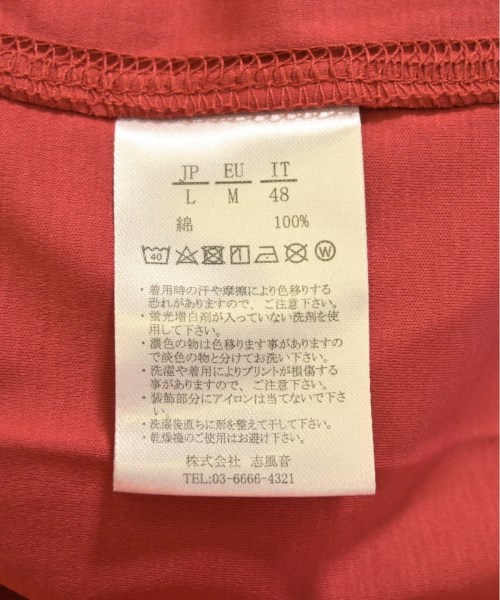 JP EU IT
L M 48
綿 100%
40 W
・着用時の汗や摩擦により色移りする
恐れがありますので、ご注意下さい。
・蛍光増白剤が入っていない洗剤を使
用して下さい。
・濃色の物は色移ります事があります
ので淡色の物と分けてお洗い下さい。
・洗濯や着用によりプリントが損傷する
事がありますので、ご注意下さい。
・装飾部分にアイロンは当てないで下さ
い。
・洗濯後直ちに形を整えて干して下さい。
・乾燥機のご使用はお避け下さい。
株式会社 志風音
TEL:03-6666-4321